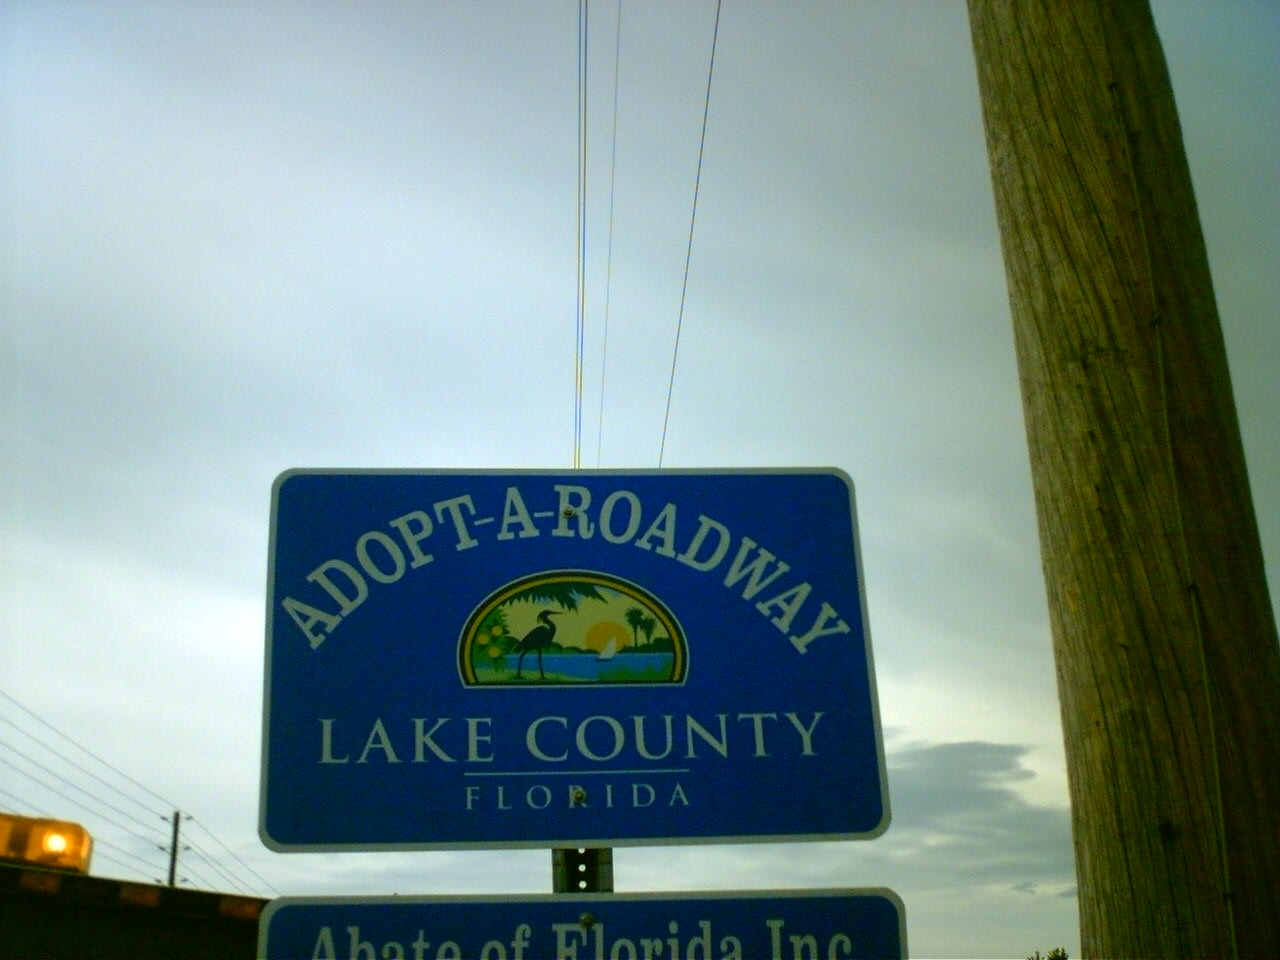 ADOPT-A-ROADWAY
LAKE COUNTY
FLORIDA
Abate of Florida Inc